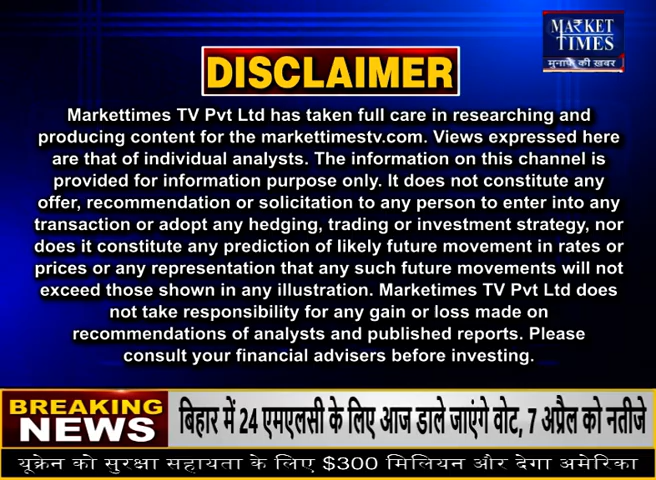 MARKET
TIMES
मुनाफे की ख़बर
DISCLAIMER
Markettimes TV Pvt Ltd has taken full care in researching and
producing content for the markettimestv.com. Views expressed here
are that of individual analysts. The information on this channel is
provided for information purpose only. It does not constitute any
offer, recommendation or solicitation to any person to enter into any
transaction or adopt any hedging, trading or investment strategy, nor
does it constitute any prediction of likely future movement in rates or
prices or any representation that any such future movements will not
exceed those shown in any illustration. Marketimes TV Pvt Ltd does
not take responsibility for any gain or loss made on
recommendations of analysts and published reports. Please
consult your financial advisers before investing.
BREAKING
NEWS
बिहार में 24 एमएलसी के लिए आज डाले जाएंगे वोट, 7 अप्रैल को नतीजे
यूक्रेन को सुरक्षा सहायता के लिए $300 मिलियन और देगा अमेरिका